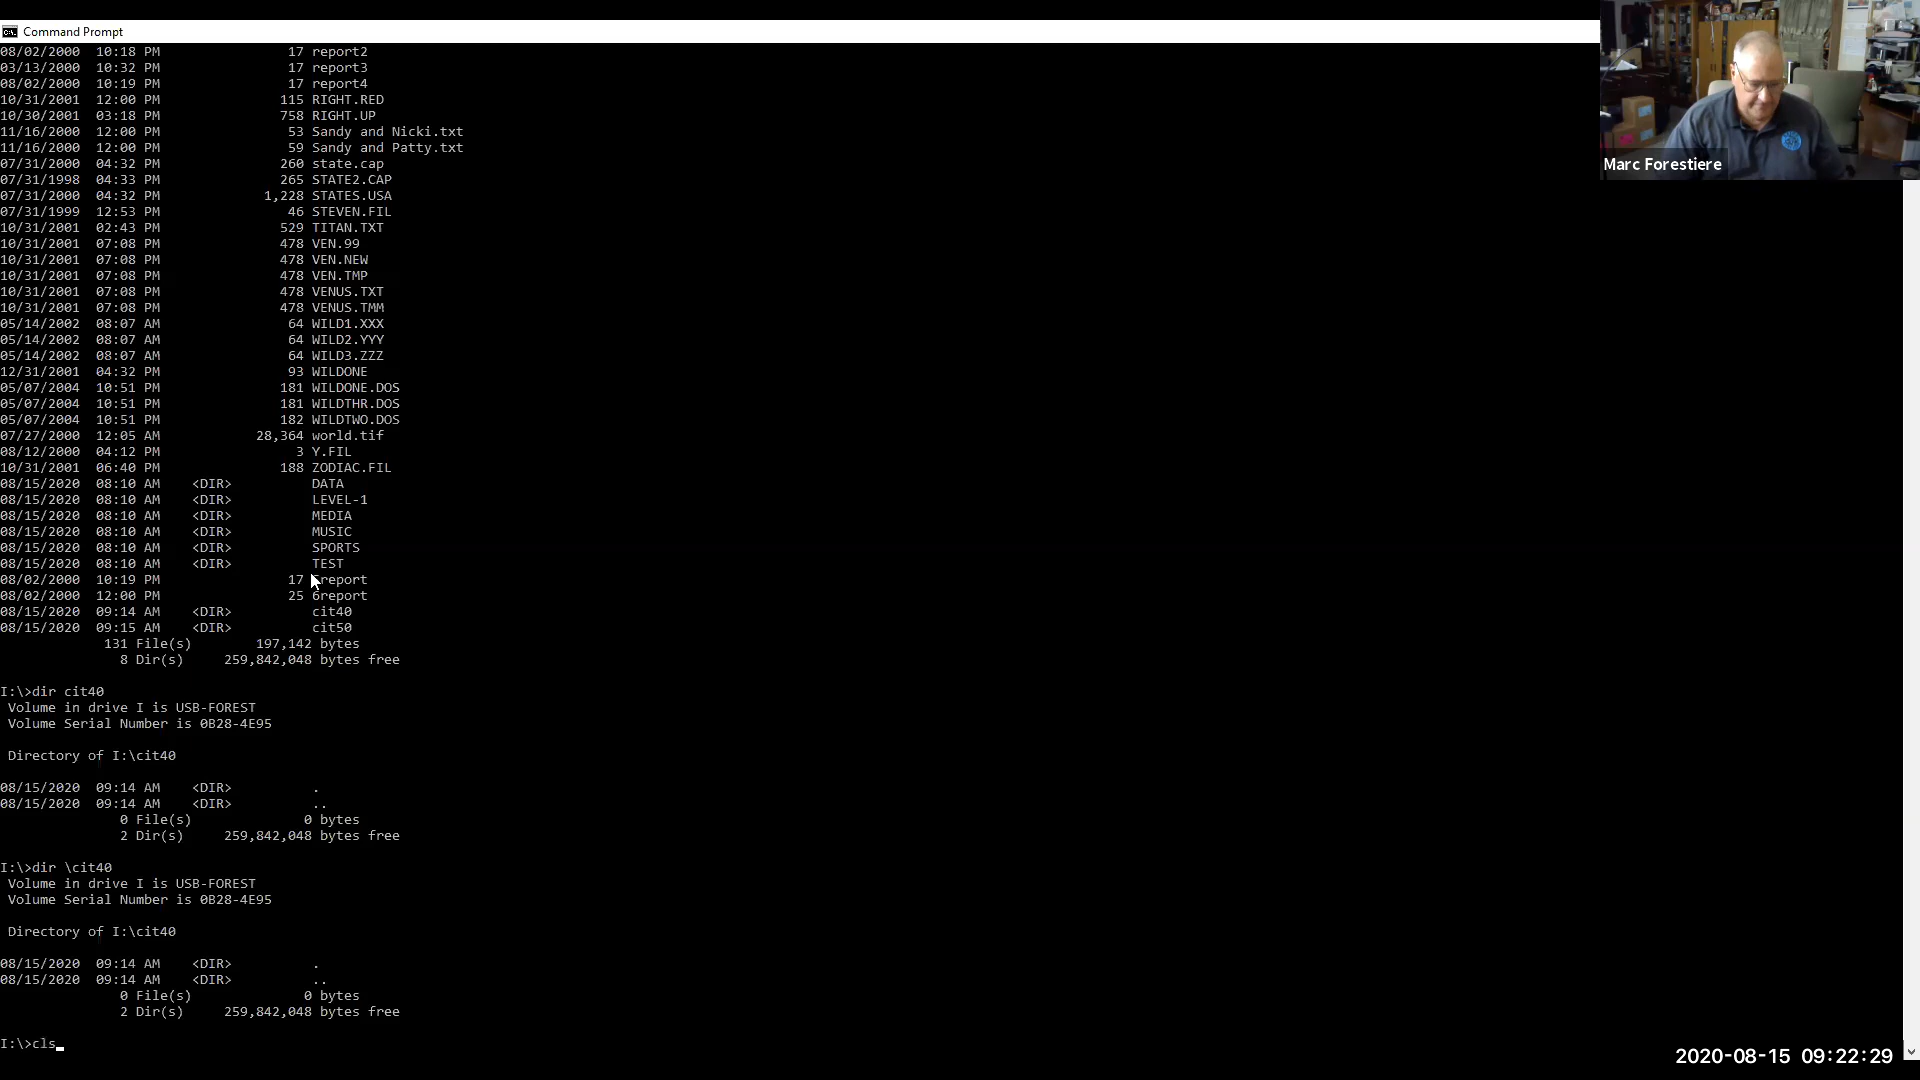 Command Prompt
08/02/2000  10:18 PM                17 report2
03/13/2000  10:32 PM                17 report3
08/02/2000  10:19 PM                17 report4
10/31/2001  12:00 PM               115 RIGHT.RED
10/30/2001  03:18 PM               758 RIGHT.UP
11/16/2000  12:00 PM                53 Sandy and Nicki.txt
11/16/2000  12:00 PM                59 Sandy and Patty.txt
07/31/2000  04:32 PM               260 state.cap
07/31/1998  04:33 PM               265 STATE2.CAP
07/31/2000  04:32 PM             1,228 STATES.USA
07/31/1999  12:53 PM                46 STEVEN.FIL
10/31/2001  02:43 PM               529 TITAN.TXT
10/31/2001  07:08 PM               478 VEN.99
10/31/2001  07:08 PM               478 VEN.NEW
10/31/2001  07:08 PM               478 VEN.TMP
10/31/2001  07:08 PM               478 VENUS.TXT
10/31/2001  07:08 PM               478 VENUS.TMM
05/14/2002  08:07 AM                64 WILD1.XXX
05/14/2002  08:07 AM                64 WILD2.YYY
05/14/2002  08:07 AM                64 WILD3.ZZZ
12/31/2001  04:32 PM                93 WILDONE
05/07/2004  10:51 PM               181 WILDONE.DOS
05/07/2004  10:51 PM               181 WILDTHR.DOS
05/07/2004  10:51 PM               182 WILDTWO.DOS
07/27/2000  12:05 AM            28,364 world.tif
08/12/2000  04:12 PM                 3 Y.FIL
10/31/2001  06:40 PM               188 ZODIAC.FIL
08/15/2020  08:10 AM    <DIR>          DATA
08/15/2020  08:10 AM    <DIR>          LEVEL-1
08/15/2020  08:10 AM    <DIR>          MEDIA
08/15/2020  08:10 AM    <DIR>          MUSIC
08/15/2020  08:10 AM    <DIR>          SPORTS
08/15/2020  08:10 AM    <DIR>          TEST
08/02/2000  10:19 PM                17 report
08/02/2000  12:00 PM                25 6report
08/15/2020  09:14 AM    <DIR>          cit40
08/15/2020  09:15 AM    <DIR>          cit50
131 File(s)        197,142 bytes
8 Dir(s)     259,842,048 bytes free
I:\>dir cit40
Volume in drive I is USB-FOREST
Volume Serial Number is 0B28-4E95
Directory of I:\cit40
08/15/2020  09:14 AM    <DIR>          .
08/15/2020  09:14 AM    <DIR>          ..
0 File(s)              0 bytes
2 Dir(s)     259,842,048 bytes free
I:\>dir \cit40
Volume in drive I is USB-FOREST
Volume Serial Number is 0B28-4E95
Directory of I:\cit40
08/15/2020  09:14 AM    <DIR>          .
08/15/2020  09:14 AM    <DIR>          ..
0 File(s)              0 bytes
2 Dir(s)     259,842,048 bytes free
I:\>cls
Marc Forestiere
2020-08-15 09:22:29